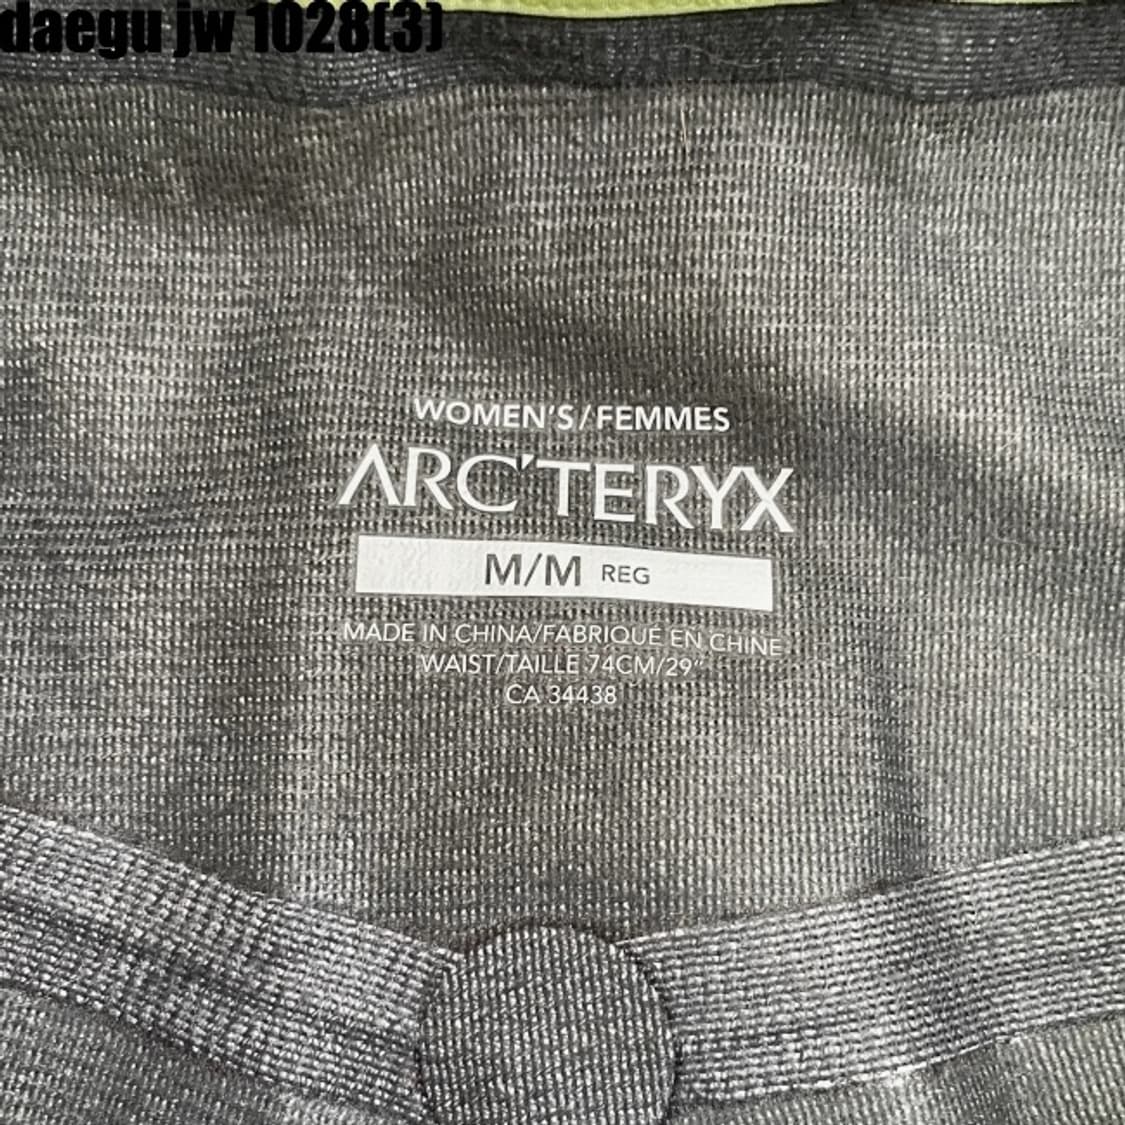 daegu jw 1028(3)
WOMEN'S/FEMMES
ARC'TERYX
M/M REG
MADE IN CHINA/FABRIQUE EN CHINE
WAIST/TAILLE 74CM/29"
CA 34438